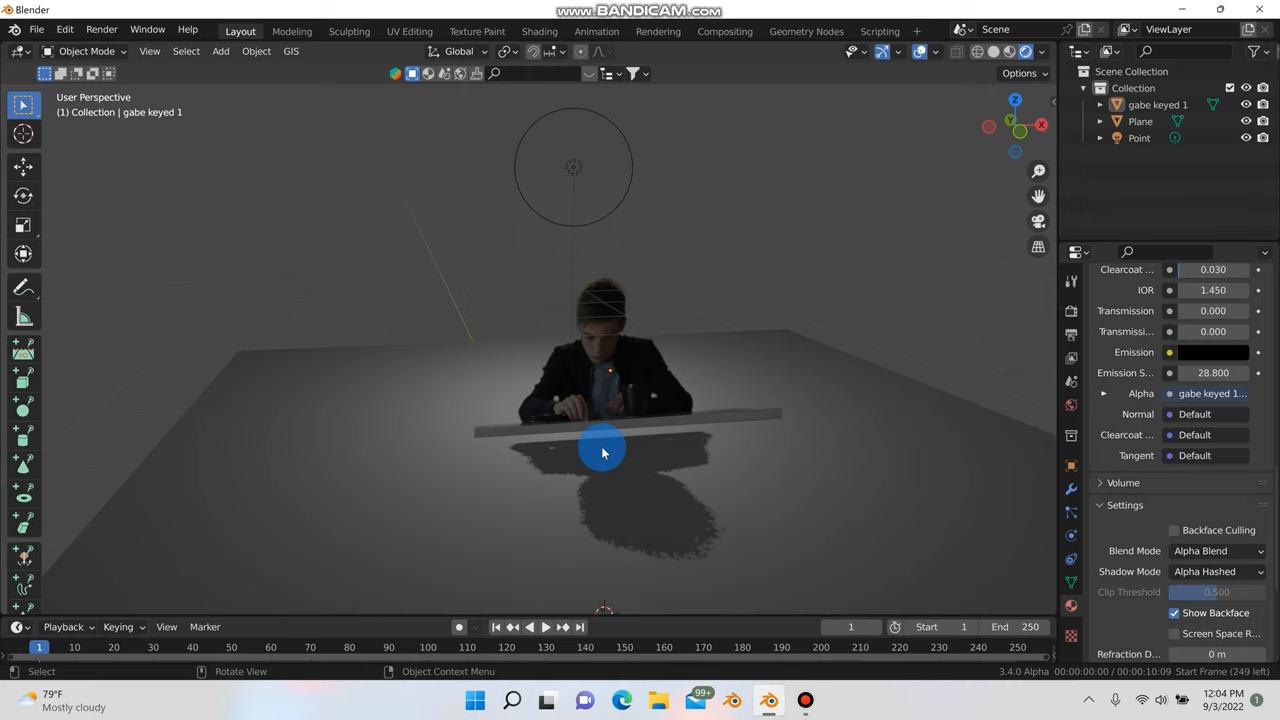 Blender
www.BANDICAM.com
File Edit Render Window Help
Layout Modeling Sculpting UV Editing Texture Paint Shading Animation Rendering Compositing Geometry Nodes Scripting +
Scene
ViewLayer
Object Mode View Select Add Object GIS
Global
Options
User Perspective
(1) Collection | gabe keyed 1
Z
Y
X
Scene Collection
Collection
gabe keyed 1
Plane
Point
Clearcoat ... 0.030
IOR 1.450
Transmission 0.000
Transmissi... 0.000
Emission
Emission S... 28.800
Alpha gabe keyed 1...
Normal Default
Clearcoat ... Default
Tangent Default
Volume
Settings
Backface Culling
Blend Mode Alpha Blend
Shadow Mode Alpha Hashed
Clip Threshold 0.500
Show Backface
Screen Space R...
Refraction D... 0 m
Playback Keying View Marker
1 Start 1 End 250
1 10 20 30 40 50 60 70 80 90 100 110 120 130 140 150 160 170 180 190 200 210 220 230 240 250
Select Rotate View Object Context Menu
3.4.0 Alpha 00:00:00:00 / 00:00:10:09 Start Frame (249 left)
79°F
Mostly cloudy
99+
12:04 PM
9/3/2022
1